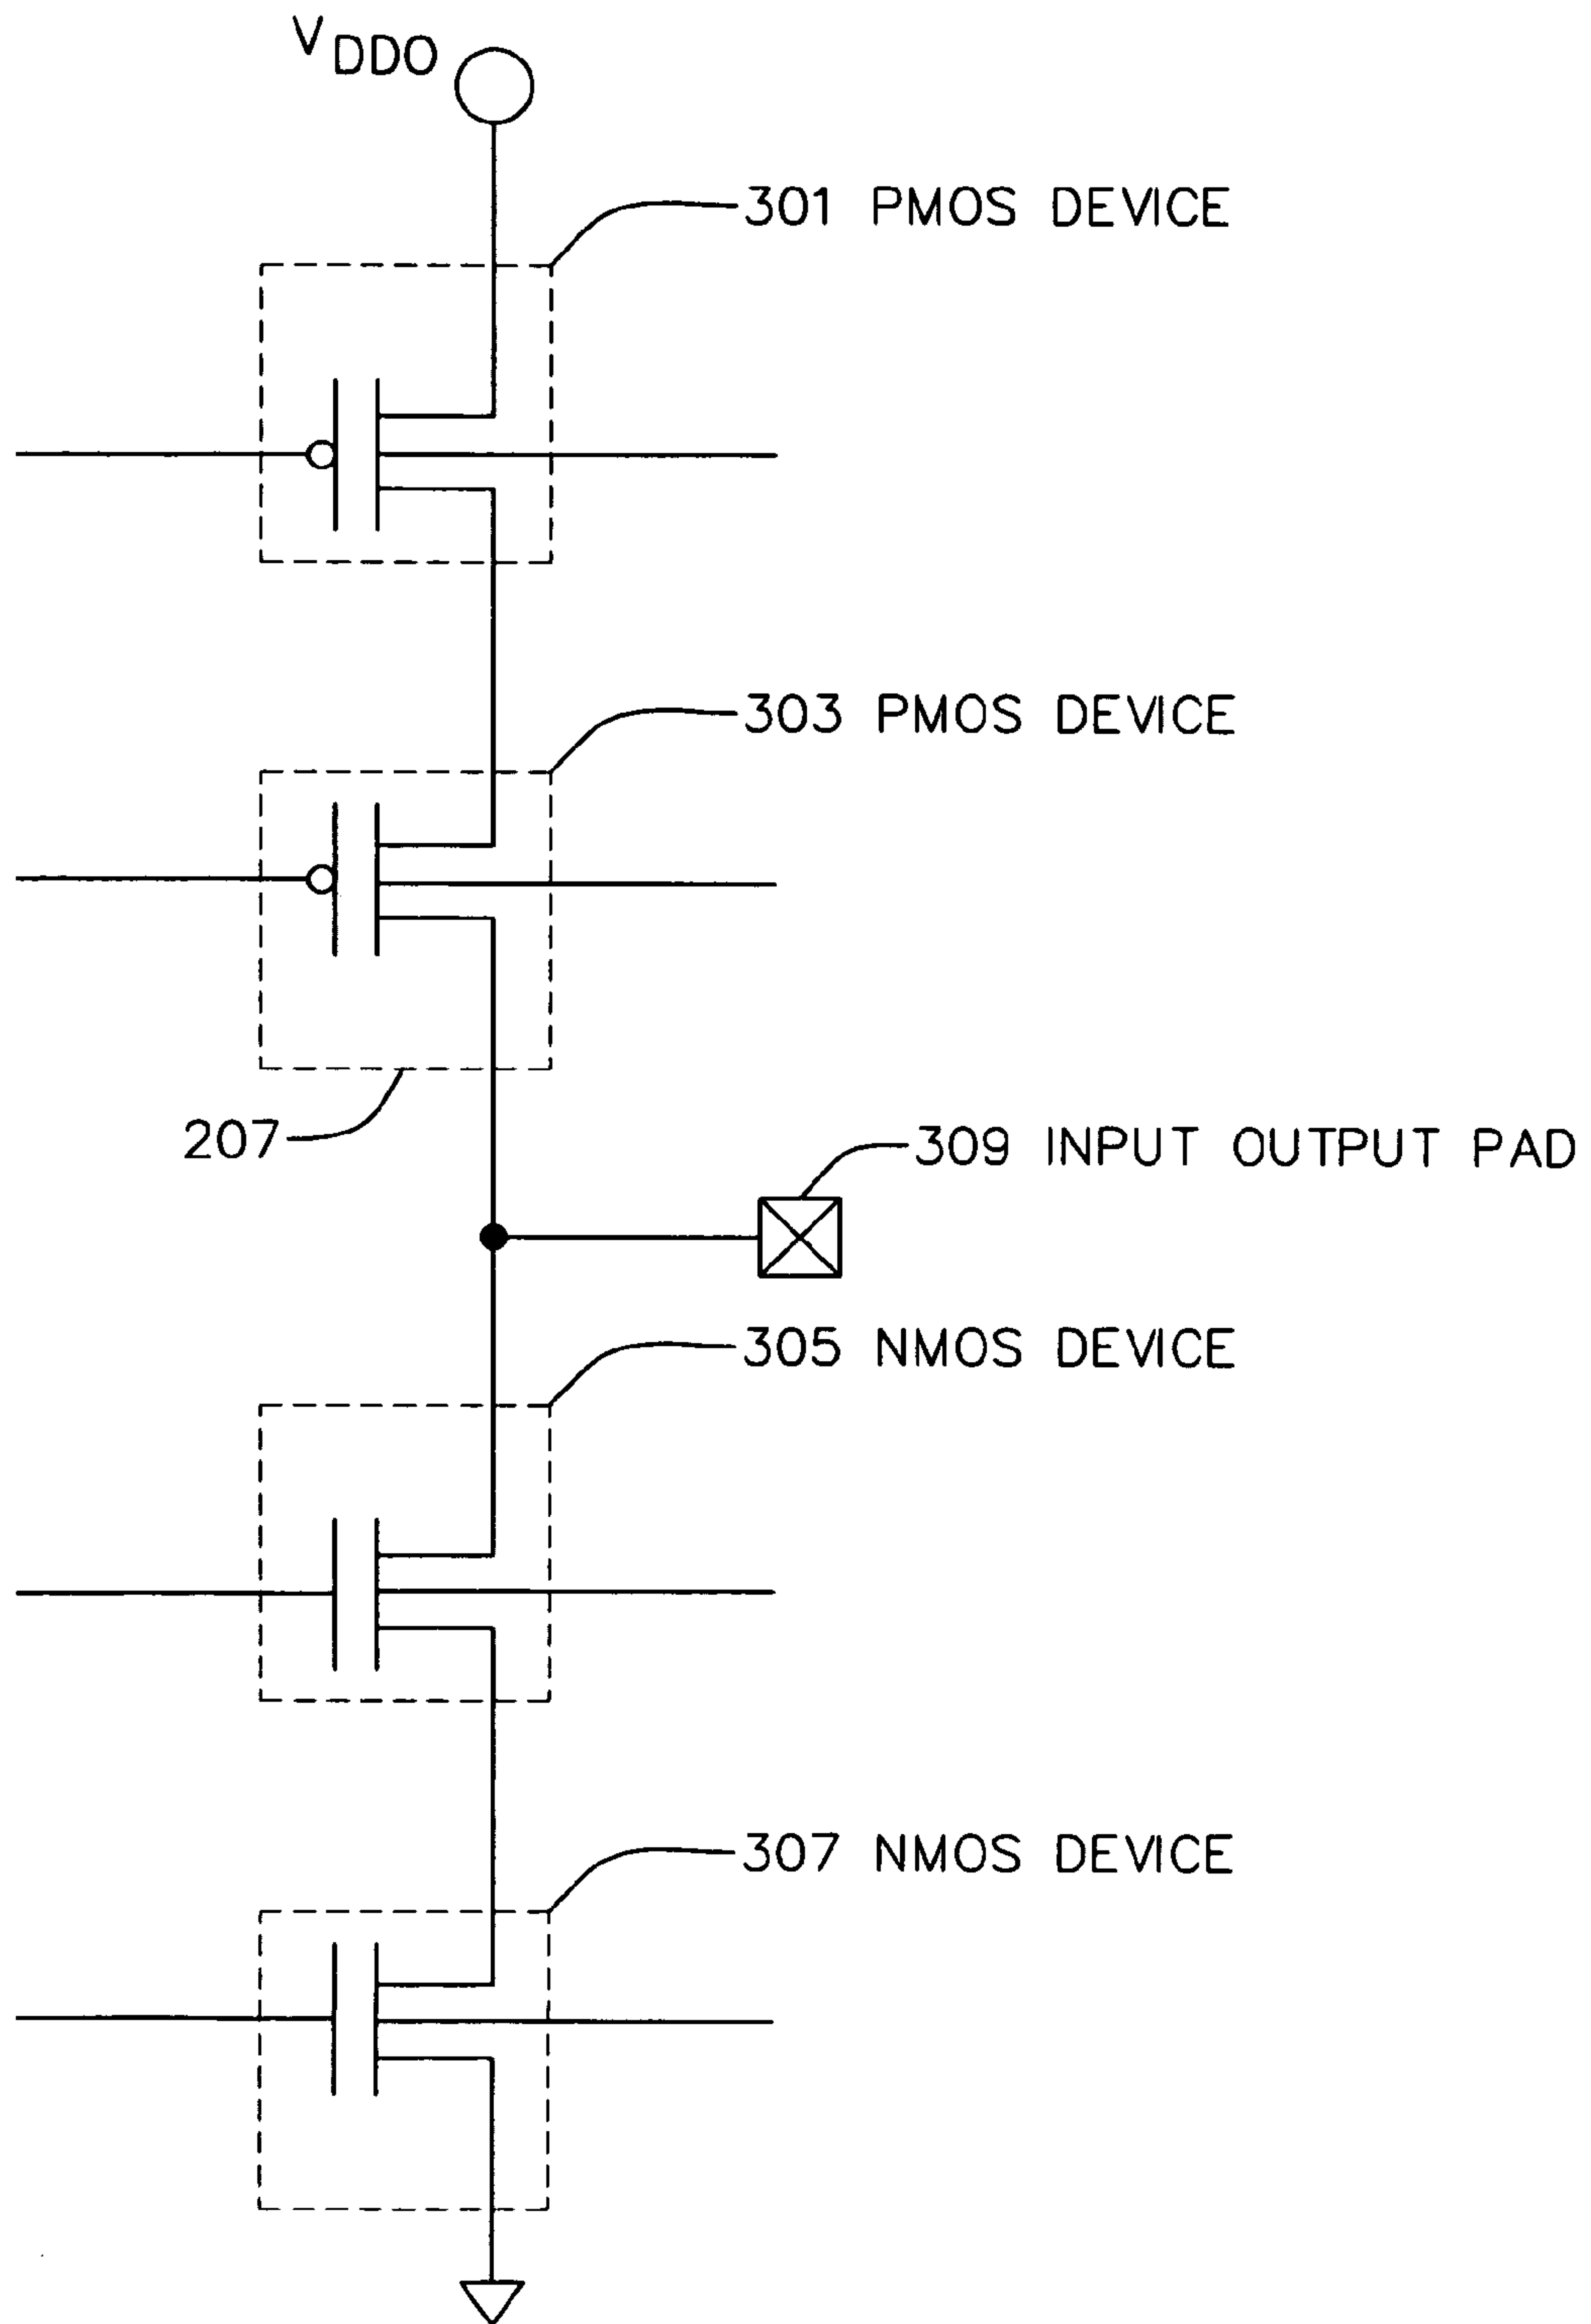 VDDO
301 PMOS DEVICE
303 PMOS DEVICE
207
309 INPUT OUTPUT PAD
305 NMOS DEVICE
307 NMOS DEVICE